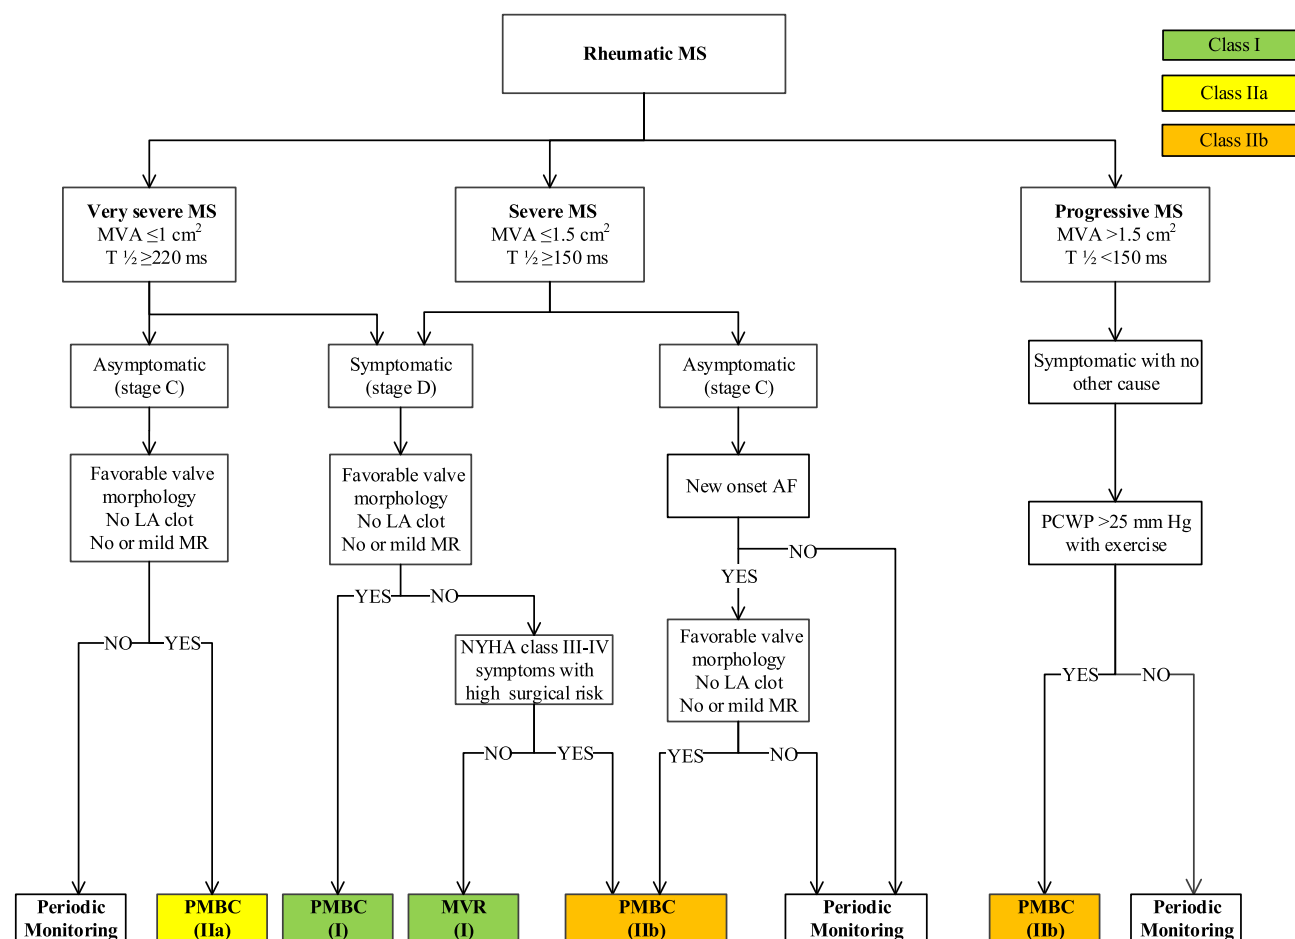 Rheumatic MS
Class I
Class IIa
Class IIb
Very severe MS
MVA ≤1 cm²
T ½ ≥220 ms
Severe MS
MVA ≤1.5 cm²
T ½ ≥150 ms
Progressive MS
MVA >1.5 cm²
T ½ <150 ms
Asymptomatic
(stage C)
Symptomatic
(stage D)
Asymptomatic
(stage C)
Symptomatic with no
other cause
Favorable valve
morphology
No LA clot
No or mild MR
Favorable valve
morphology
No LA clot
No or mild MR
New onset AF
PCWP >25 mm Hg
with exercise
NO
YES
YES
NO
NO
YES
NYHA class III-IV
symptoms with
high surgical risk
Favorable valve
morphology
No LA clot
No or mild MR
YES
NO
NO
YES
YES
NO
Periodic
Monitoring
PMBC
(IIa)
PMBC
(I)
MVR
(I)
PMBC
(IIb)
Periodic
Monitoring
PMBC
(IIb)
Periodic
Monitoring